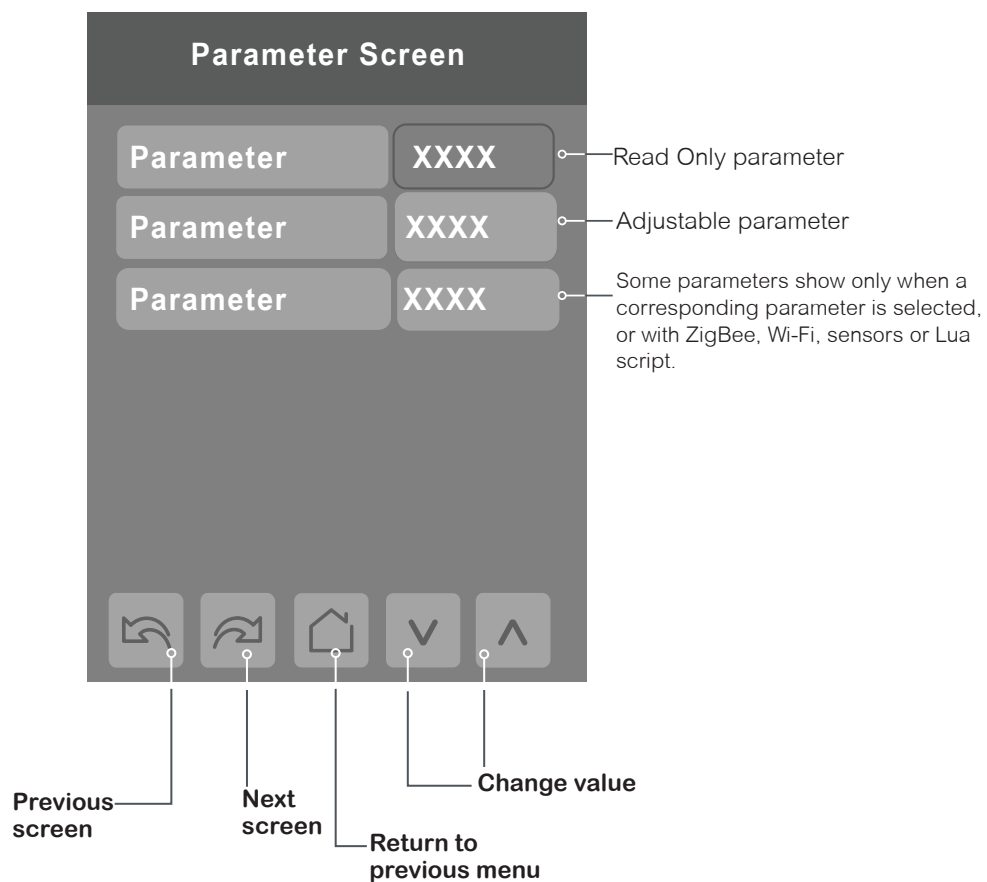 Parameter Screen
Parameter XXXX
Read Only parameter
Parameter XXXX
Adjustable parameter
Parameter XXXX
Some parameters show only when a
corresponding parameter is selected,
or with ZigBee, Wi-Fi, sensors or Lua
script.
Previous
screen
Next
screen
Return to
previous menu
Change value